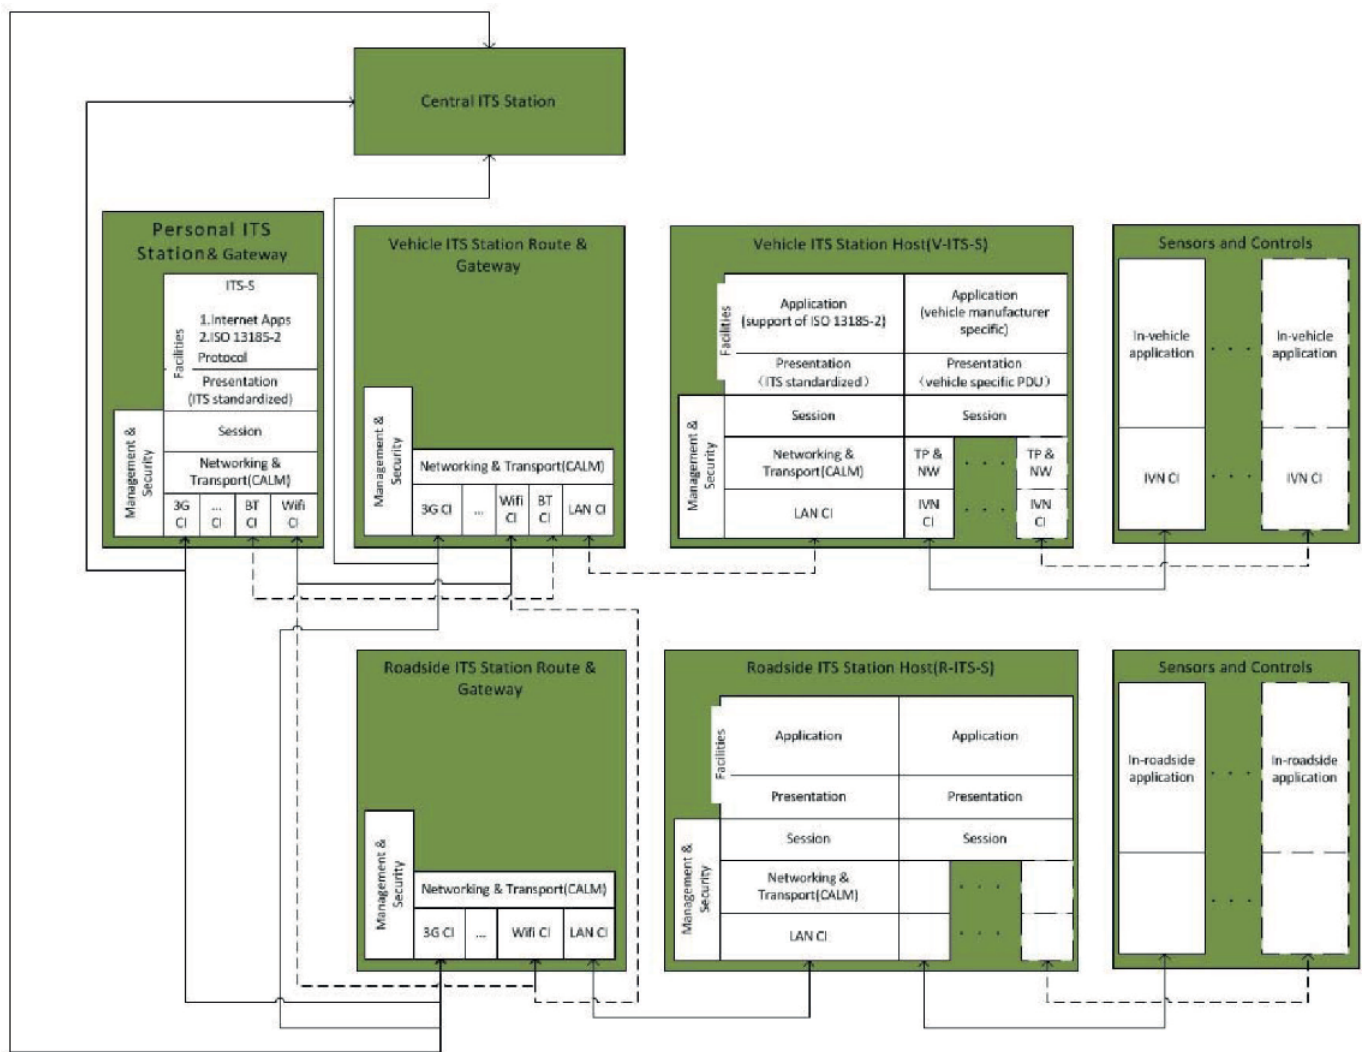 Central ITS Station
Personal ITS
Station& Gateway
ITS-S
1.Internet Apps
2.ISO 13185-2
Protocol
Facilities
Presentation
(ITS standardized)
Session
Networking &
Transport(CALM)
Management &
Security
3G
CI
...
CI
BT
CI
Wifi
CI
Vehicle ITS Station Route &
Gateway
Management &
Security
Networking & Transport(CALM)
3G CI
...
Wifi
CI
BT
CI
LAN CI
Vehicle ITS Station Host(V-ITS-S)
Facilities
Application
(support of ISO 13185-2)
Application
(vehicle manufacturer
specific)
Presentation
(ITS standardized)
Presentation
(vehicle specific PDU)
Session
Session
Management &
Security
Networking &
Transport(CALM)
TP &
NW
. . .
TP &
NW
LAN CI
IVN
CI
. . .
IVN
CI
Sensors and Controls
In-vehicle
application
. . .
In-vehicle
application
IVN CI
. . .
IVN CI
Roadside ITS Station Route &
Gateway
Management &
Security
Networking & Transport(CALM)
3G CI
...
Wifi CI
LAN CI
Roadside ITS Station Host(R-ITS-S)
Facilities
Application
Application
Presentation
Presentation
Session
Session
Management &
Security
Networking &
Transport(CALM)
. . .
LAN CI
. . .
Sensors and Controls
In-roadside
application
. . .
In-roadside
application
. . .